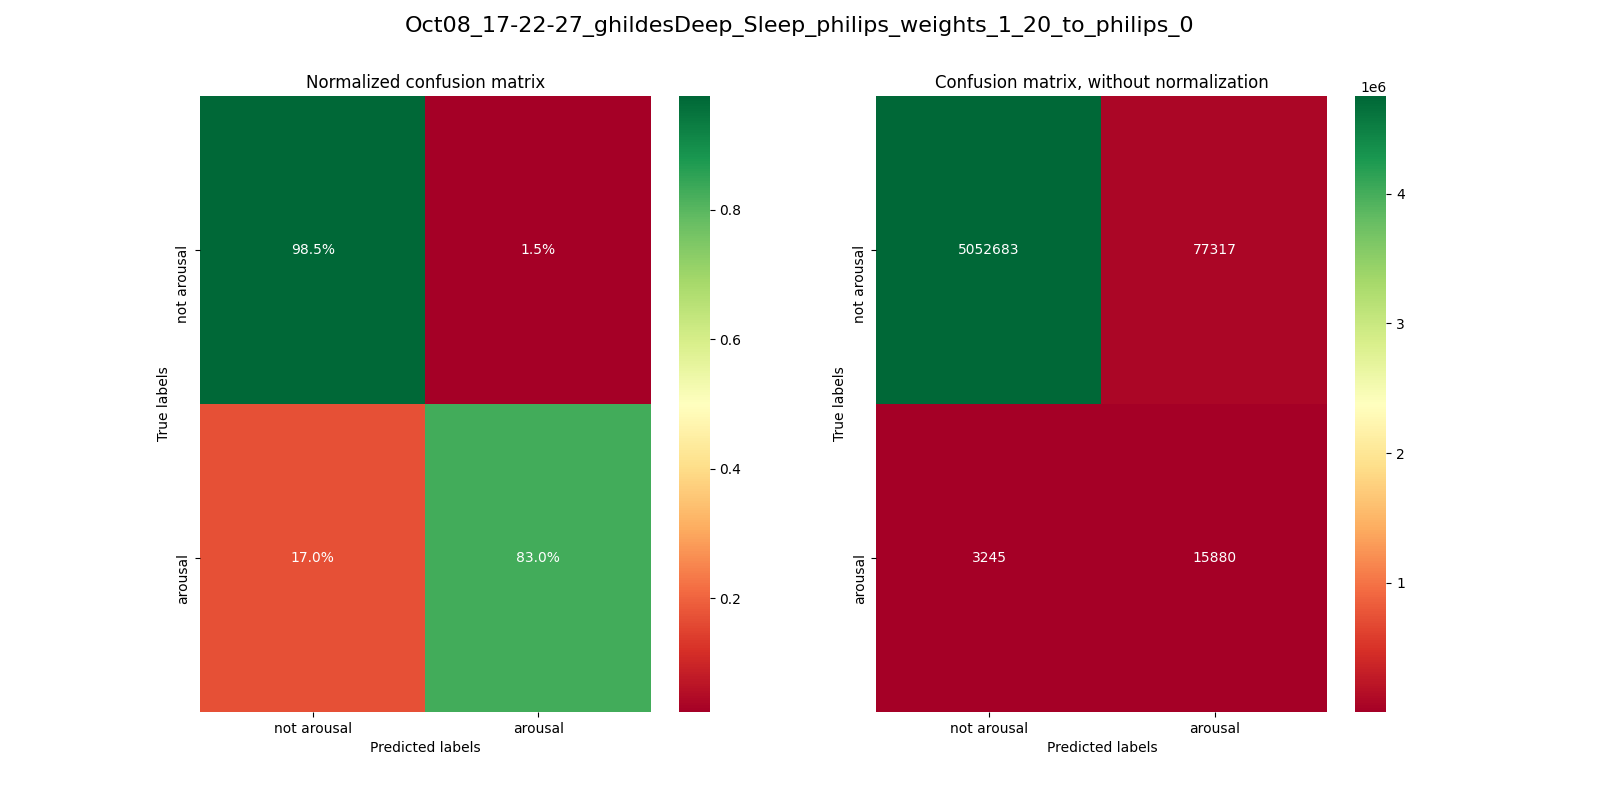 Oct08_17-22-27_ghildesDeep_Sleep_philips_weights_1_20_to_philips_0
Normalized confusion matrix
True labels
not arousal
arousal
98.5%
1.5%
17.0%
83.0%
not arousal
arousal
Predicted labels
0.8
0.6
0.4
0.2
Confusion matrix, without normalization
True labels
not arousal
arousal
5052683
77317
3245
15880
not arousal
arousal
Predicted labels
1e6
4
3
2
1